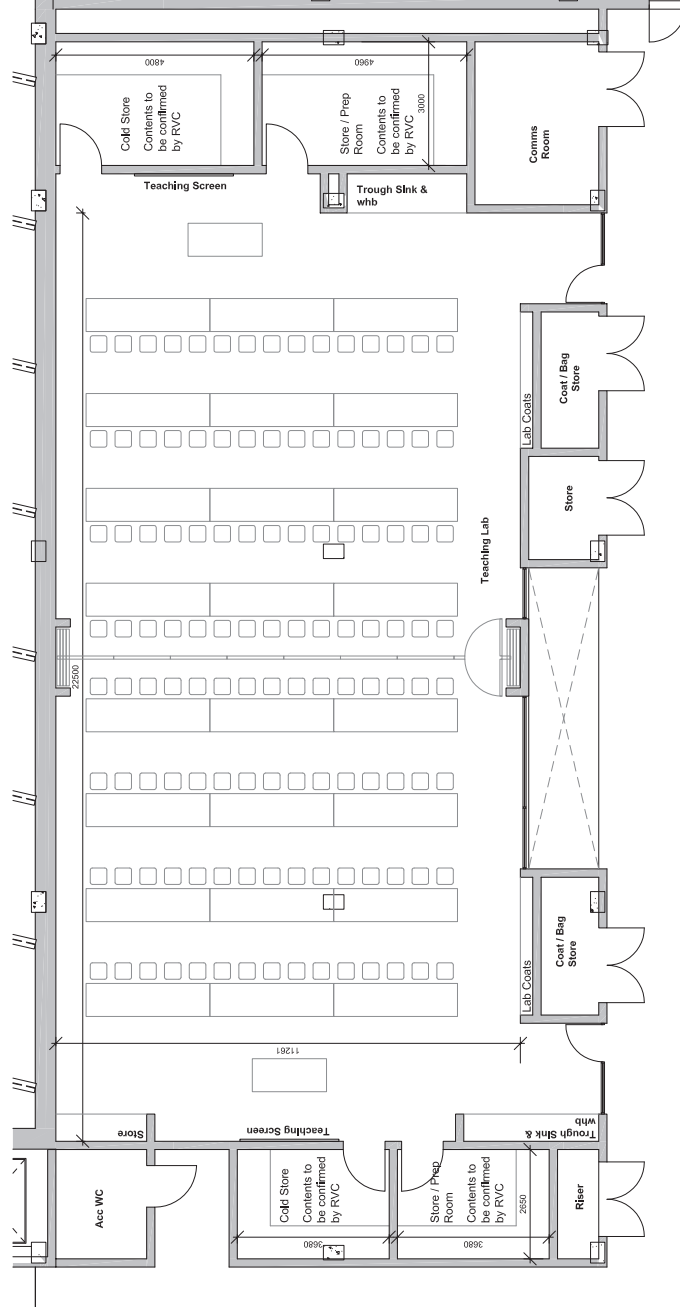 4800
4960
Cold Store
Contents to
be confirmed
by RVC
Store / Prep
Room
Contents to
be confirmed
by RVC
3000
Comms
Room
Teaching Screen
Trough Sink &
whb
Lab Coats
Coat / Bag
Store
Store
Teaching Lab
22500
Lab Coats
Coat / Bag
Store
11261
Store
Teaching Screen
Trough Sink &
whb
Acc WC
Cold Store
Contents to
be confirmed
by RVC
Store / Prep
Room
Contents to
be confirmed
by RVC
2650
Riser
3680
3680